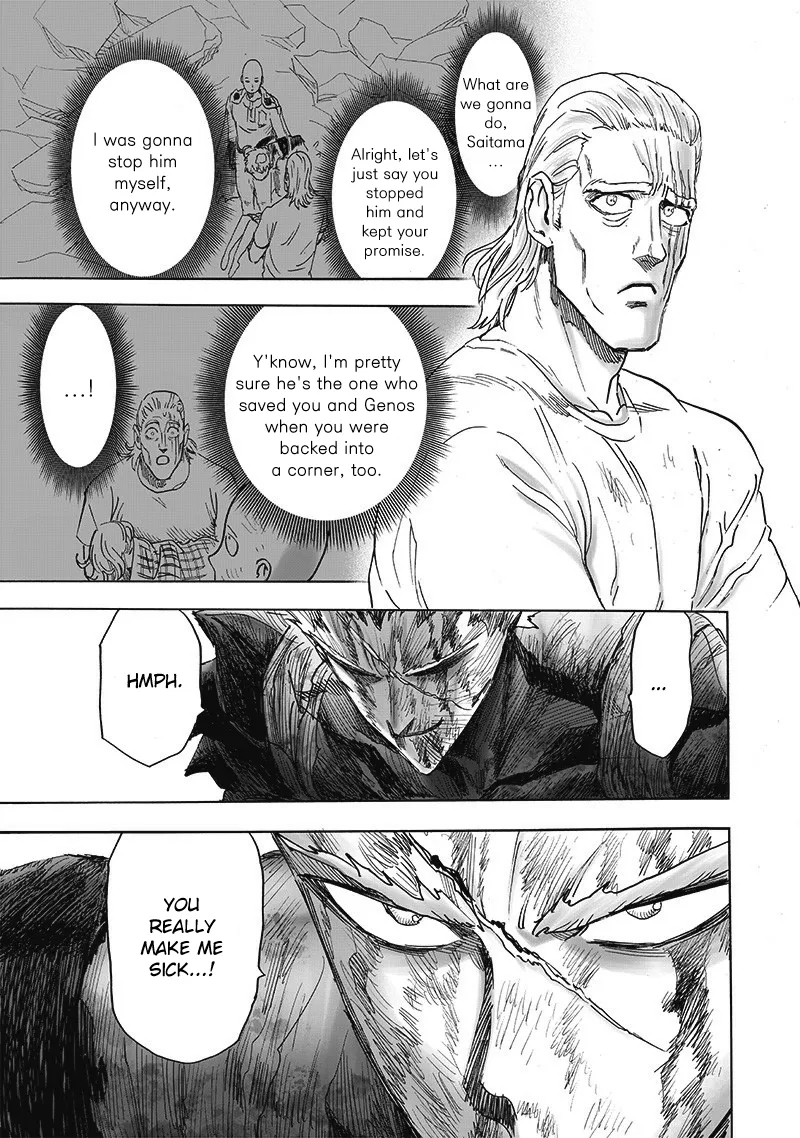 What are
we gonna
do,
Saitama
...
Alright, let's
just say you
stopped
him and
kept your
promise.
I was gonna
stop him
myself,
anyway.
Y'know, I'm pretty
sure he's the one who
saved you and Genos
when you were
backed into
a corner, too.
...!
...
HMPH.
YOU
REALLY
MAKE ME
SICK...!